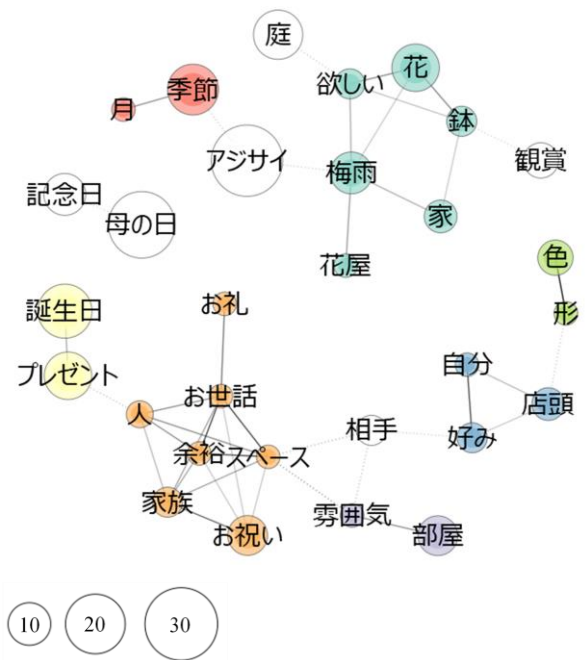 庭
花
欲しい
季節
月
鉢
アジサイ
梅雨
観賞
記念日
母の日
家
花屋
色
誕生日
お礼
形
プレゼント
自分
お世話
店頭
人
相手
好み
余裕
スペース
家族
雰囲気
お祝い
部屋
10
20
30